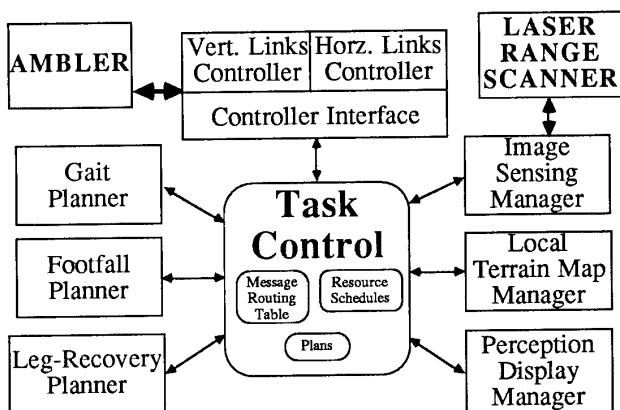 AMBLER
Vert. Links
Controller
Horz. Links
Controller
Controller Interface
LASER
RANGE
SCANNER
Gait
Planner
Footfall
Planner
Leg-Recovery
Planner
Task
Control
Message
Routing
Table
Resource
Schedules
Plans
Image
Sensing
Manager
Local
Terrain Map
Manager
Perception
Display
Manager